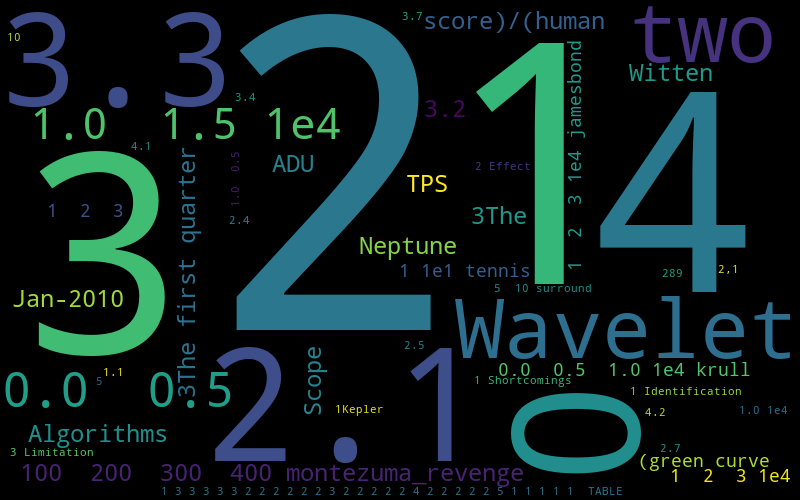 3.3
2
3.7
score)/(human
two
10
Witten
3.4
3.2
1
4
1.0 1.5 1e4
4.1
ADU
2 Effect
TPS
1 2 3 1e4 jamesbond
3
1.0 0.5
1 2 3
3The first quarter
2.4
3The
Neptune
1 1e1 tennis
289
2,1
Jan-2010
5 10 surround
Wavelet
2.5
2.1
Scope
0.0 0.5
5
1.1
0.0 0.5 1.0 1e4 krull
1 Shortcomings
1 Identification
0
1Kepler
4.2
1.0 1e4
Algorithms
3 Limitation
2.7
(green curve
100 200 300 400 montezuma_revenge
1 2 3 1e4
1 3 3 3 3 3 2 2 2 2 2 2 3 2 2 2 2 2 4 2 2 2 2 2 5 1 1 1 1 1 TABLE